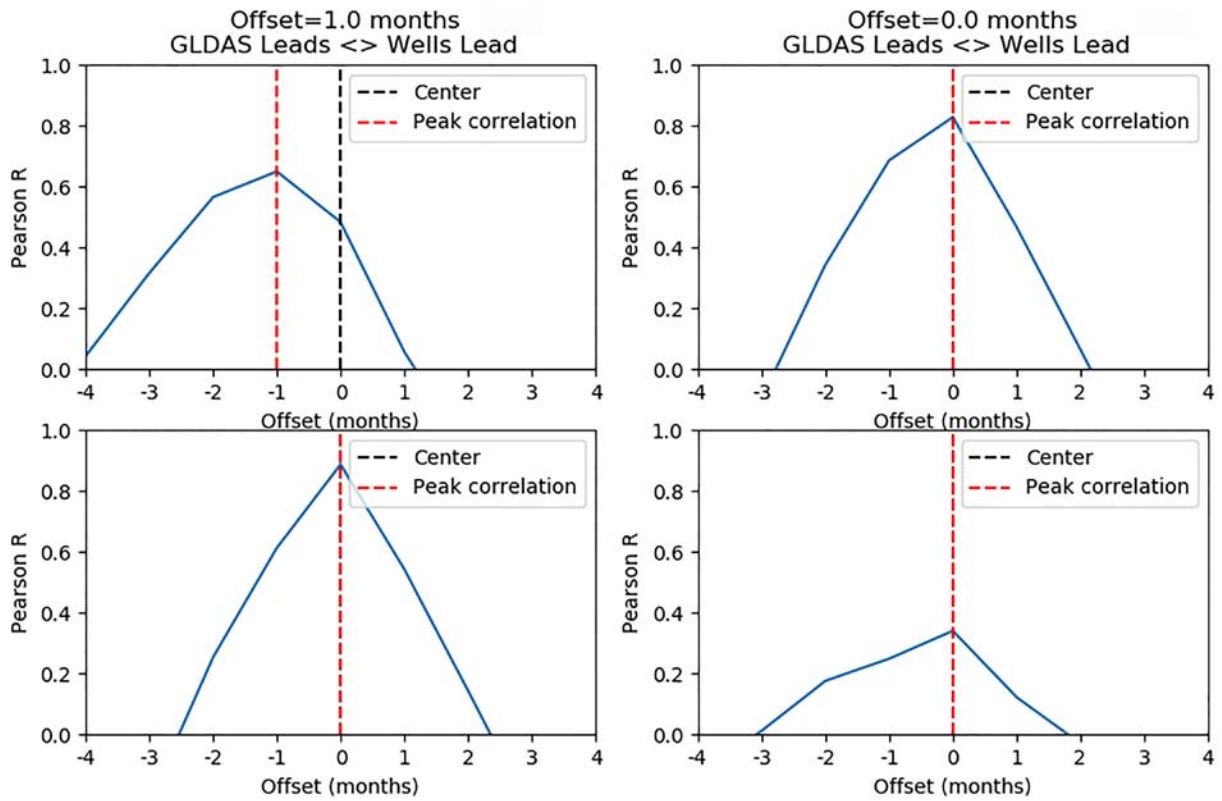 Offset=1.0 months
GLDAS Leads <> Wells Lead
1.0
0.8
0.6
0.4
0.2
0.0
Pearson R
Center
Peak correlation
-4 -3 -2 -1 0 1 2 3 4
Offset (months)
Offset=0.0 months
GLDAS Leads <> Wells Lead
1.0
0.8
0.6
0.4
0.2
0.0
Pearson R
Center
Peak correlation
-4 -3 -2 -1 0 1 2 3 4
Offset (months)
1.0
0.8
0.6
0.4
0.2
0.0
Pearson R
Center
Peak correlation
-4 -3 -2 -1 0 1 2 3 4
Offset (months)
1.0
0.8
0.6
0.4
0.2
0.0
Pearson R
Center
Peak correlation
-4 -3 -2 -1 0 1 2 3 4
Offset (months)